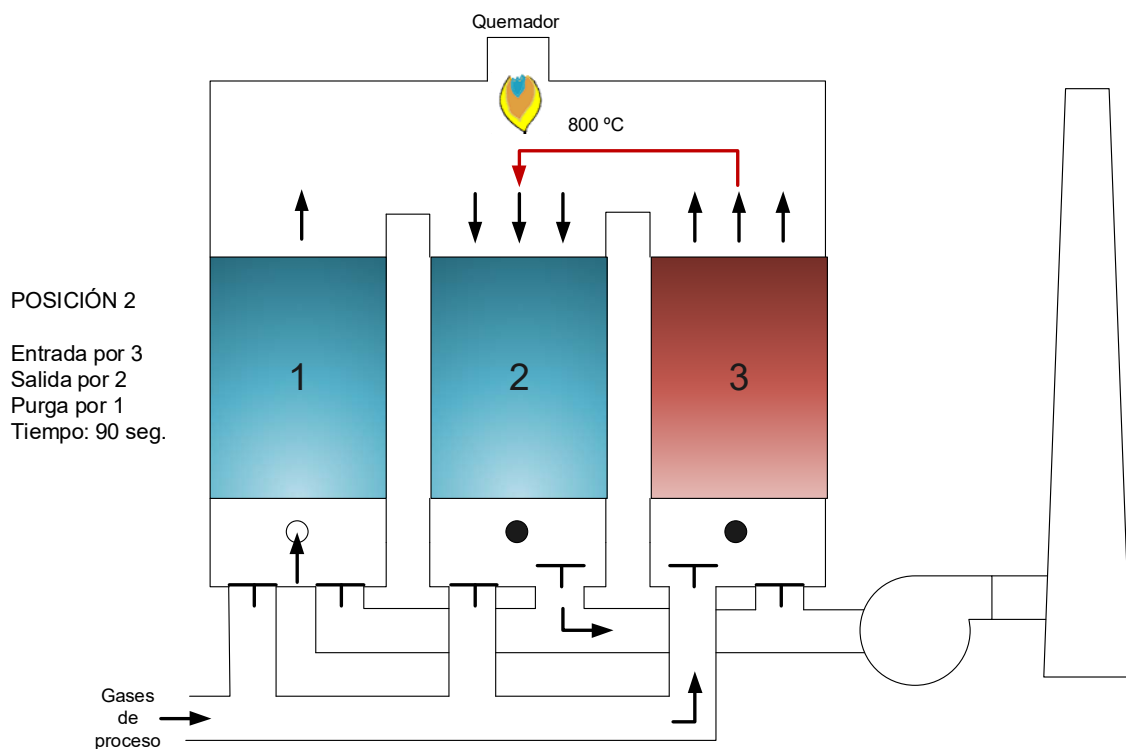 Quemador
800 ºC
POSICIÓN 2
Entrada por 3
Salida por 2
Purga por 1
Tiempo: 90 seg.
1
2
3
Gases
de
proceso